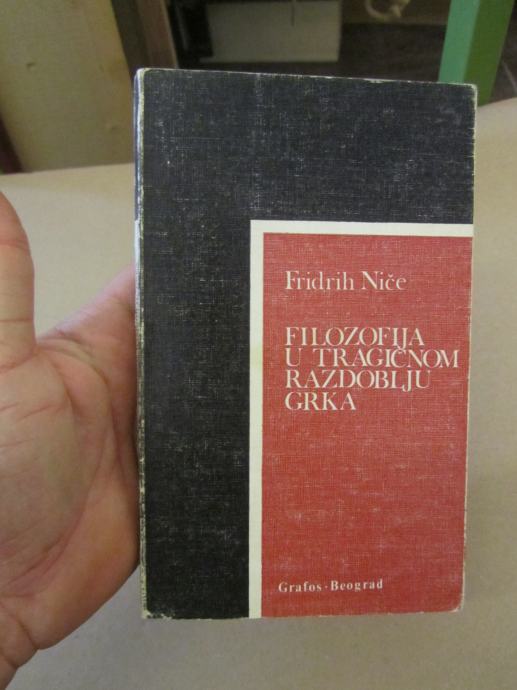 Fridrih Niče
FILOZOFIJA
U TRAGIČNOM
RAZDOBLJU
GRKA
Grafos · Beograd